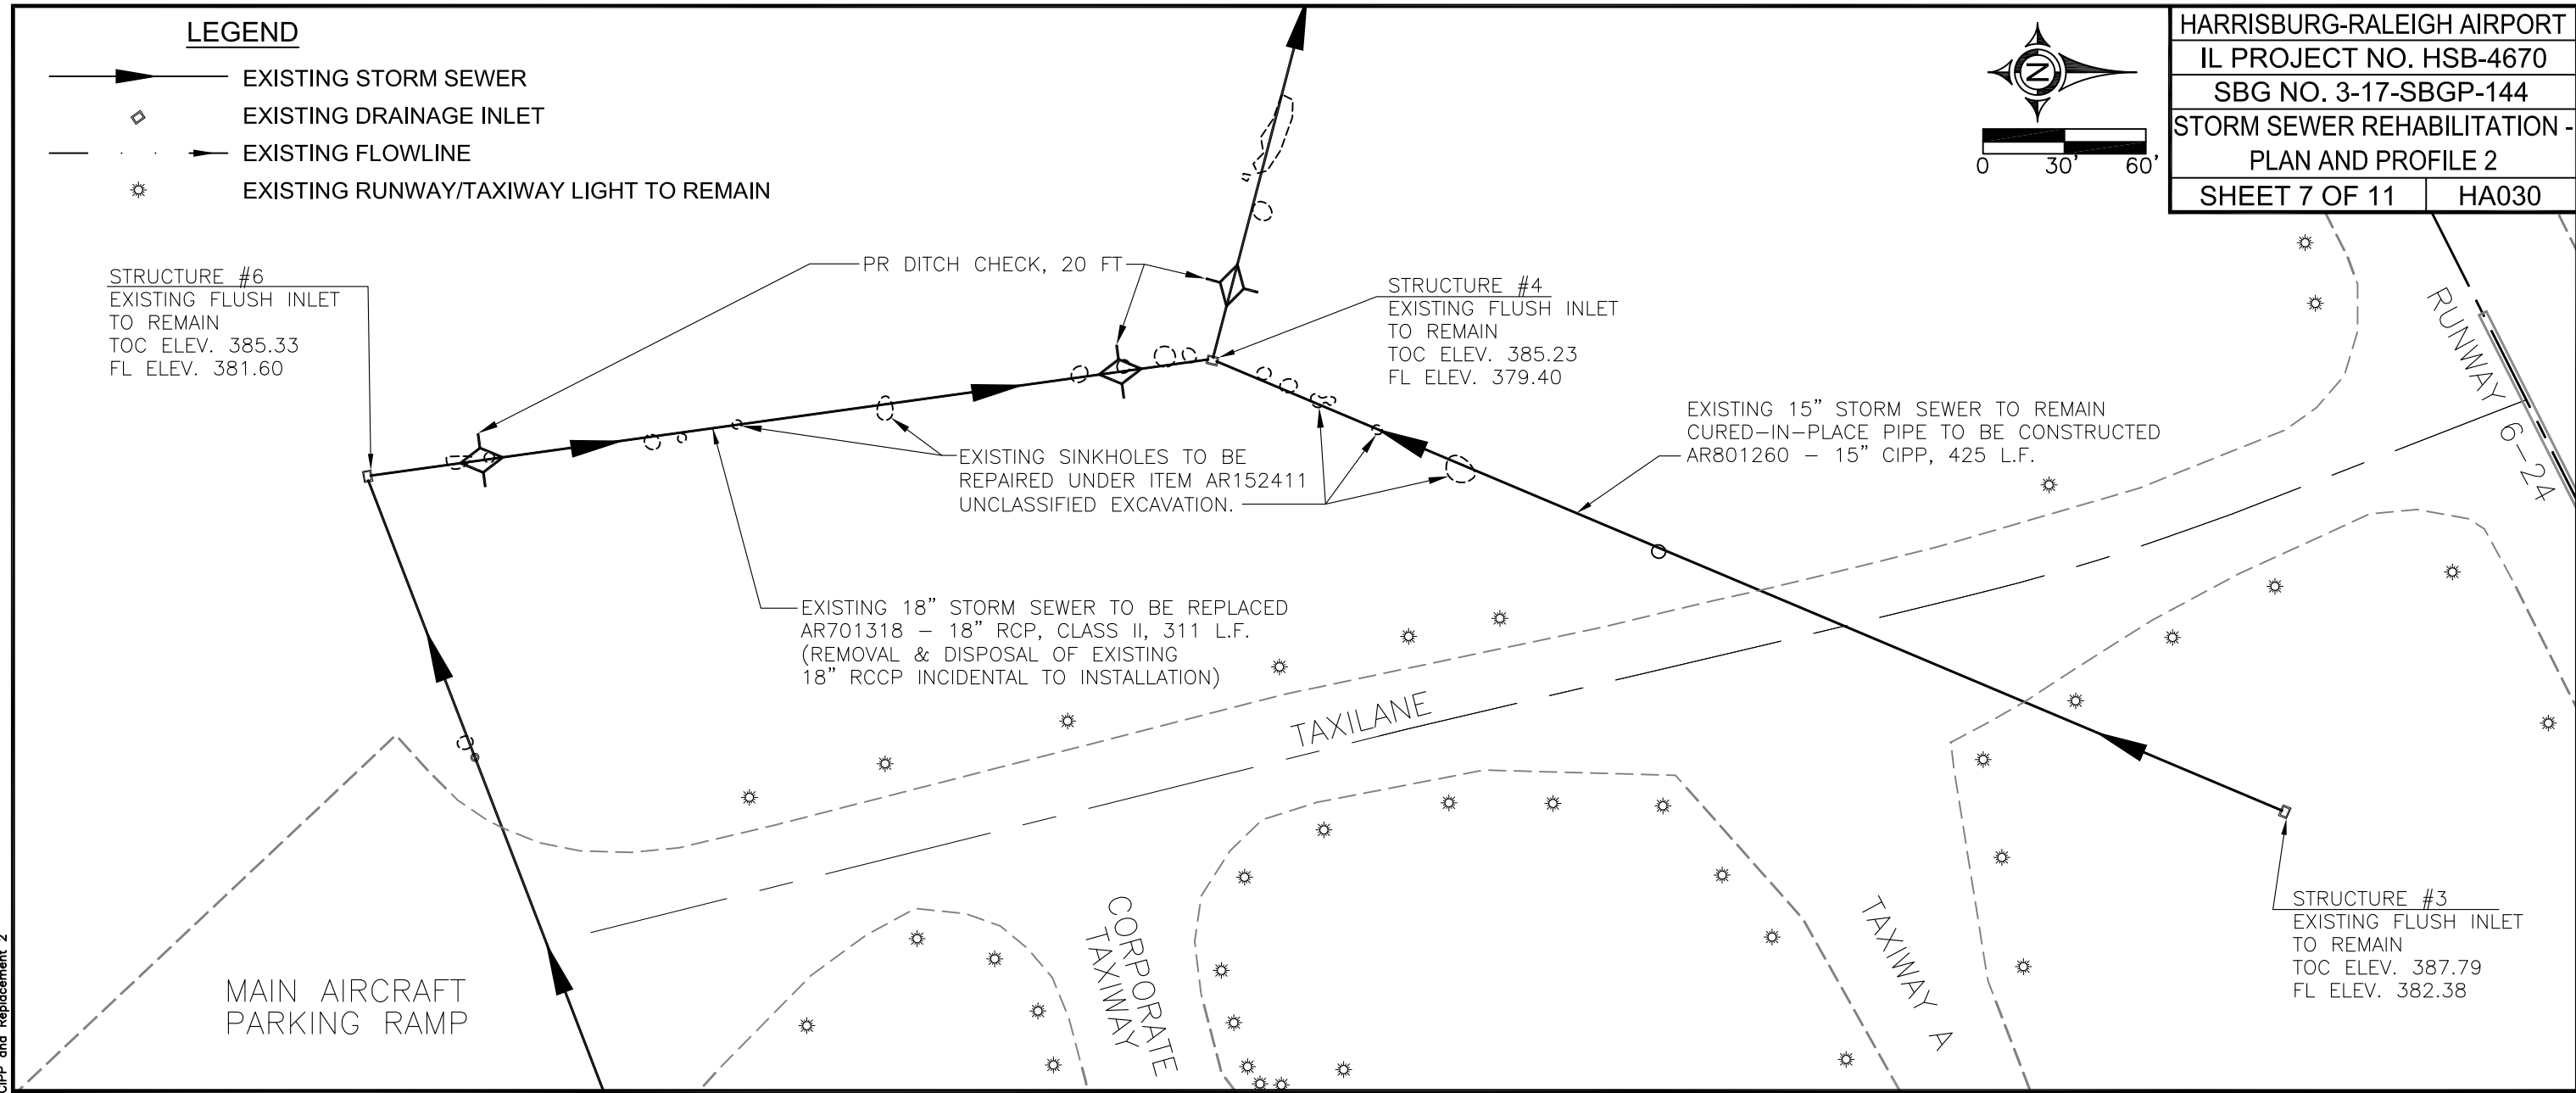 LEGEND
EXISTING STORM SEWER
EXISTING DRAINAGE INLET
EXISTING FLOWLINE
EXISTING RUNWAY/TAXIWAY LIGHT TO REMAIN
N
0 30' 60'
HARRISBURG-RALEIGH AIRPORT
IL PROJECT NO. HSB-4670
SBG NO. 3-17-SBGP-144
STORM SEWER REHABILITATION -
PLAN AND PROFILE 2
SHEET 7 OF 11 HA030
STRUCTURE #6
EXISTING FLUSH INLET
TO REMAIN
TOC ELEV. 385.33
FL ELEV. 381.60
PR DITCH CHECK, 20 FT
STRUCTURE #4
EXISTING FLUSH INLET
TO REMAIN
TOC ELEV. 385.23
FL ELEV. 379.40
RUNWAY 6-24
EXISTING 15" STORM SEWER TO REMAIN
CURED-IN-PLACE PIPE TO BE CONSTRUCTED
AR801260 - 15" CIPP, 425 L.F.
EXISTING SINKHOLES TO BE
REPAIRED UNDER ITEM AR152411
UNCLASSIFIED EXCAVATION.
EXISTING 18" STORM SEWER TO BE REPLACED
AR701318 - 18" RCP, CLASS II, 311 L.F.
(REMOVAL & DISPOSAL OF EXISTING
18" RCCP INCIDENTAL TO INSTALLATION)
TAXILANE
MAIN AIRCRAFT
PARKING RAMP
CORPORATE
TAXIWAY
TAXIWAY A
STRUCTURE #3
EXISTING FLUSH INLET
TO REMAIN
TOC ELEV. 387.79
FL ELEV. 382.38
CIPP and Replacement 2